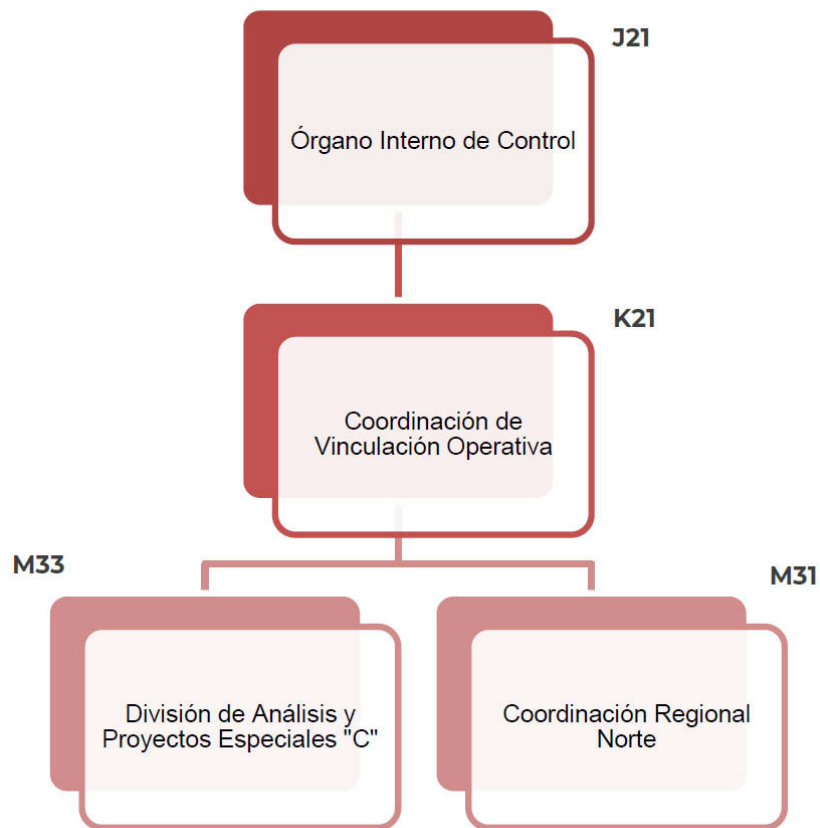 J21
Órgano Interno de Control
K21
Coordinación de
Vinculación Operativa
M33
M31
División de Análisis y
Proyectos Especiales "C"
Coordinación Regional
Norte